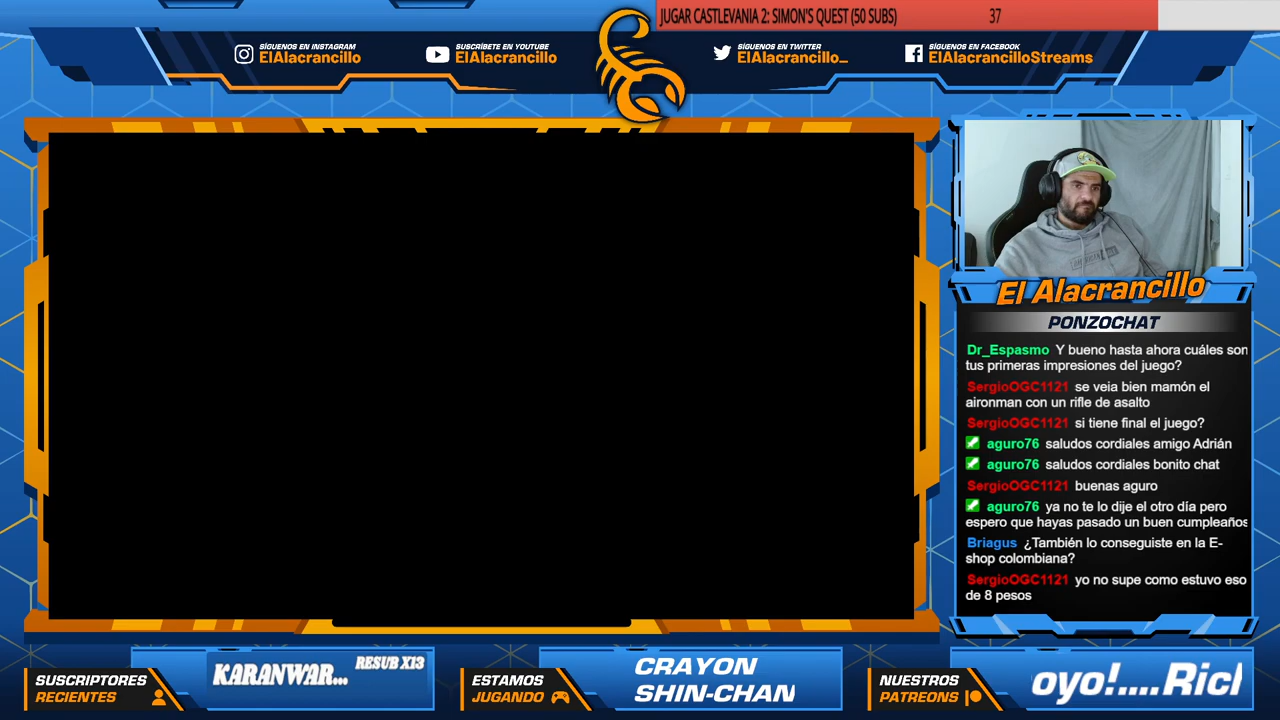 JUGAR CASTLEVANIA 2: SIMON'S QUEST (50 SUBS) 37
SÍGUENOS EN INSTAGRAM
ElAlacrancillo
SUSCRÍBETE EN YOUTUBE
ElAlacrancillo
SÍGUENOS EN TWITTER
ElAlacrancillo_
SÍGUENOS EN FACEBOOK
ElAlacrancilloStreams
El Alacrancillo
PONZOCHAT
Dr_Espasmo Y bueno hasta ahora cuáles son
tus primeras impresiones del juego?
SergioOGC1121 se veia bien mamón el
aironman con un rifle de asalto
SergioOGC1121 si tiene final el juego?
aguro76 saludos cordiales amigo Adrián
aguro76 saludos cordiales bonito chat
SergioOGC1121 buenas aguro
aguro76 ya no te lo dije el otro día pero
espero que hayas pasado un buen cumpleaños
Briagus ¿También lo conseguiste en la E-
shop colombiana?
SergioOGC1121 yo no supe como estuvo eso
de 8 pesos
SUSCRIPTORES
RECIENTES
KARANWAR... RESUB X13
ESTAMOS
JUGANDO
CRAYON
SHIN-CHAN
NUESTROS
PATREONS
oyo!....Ricl